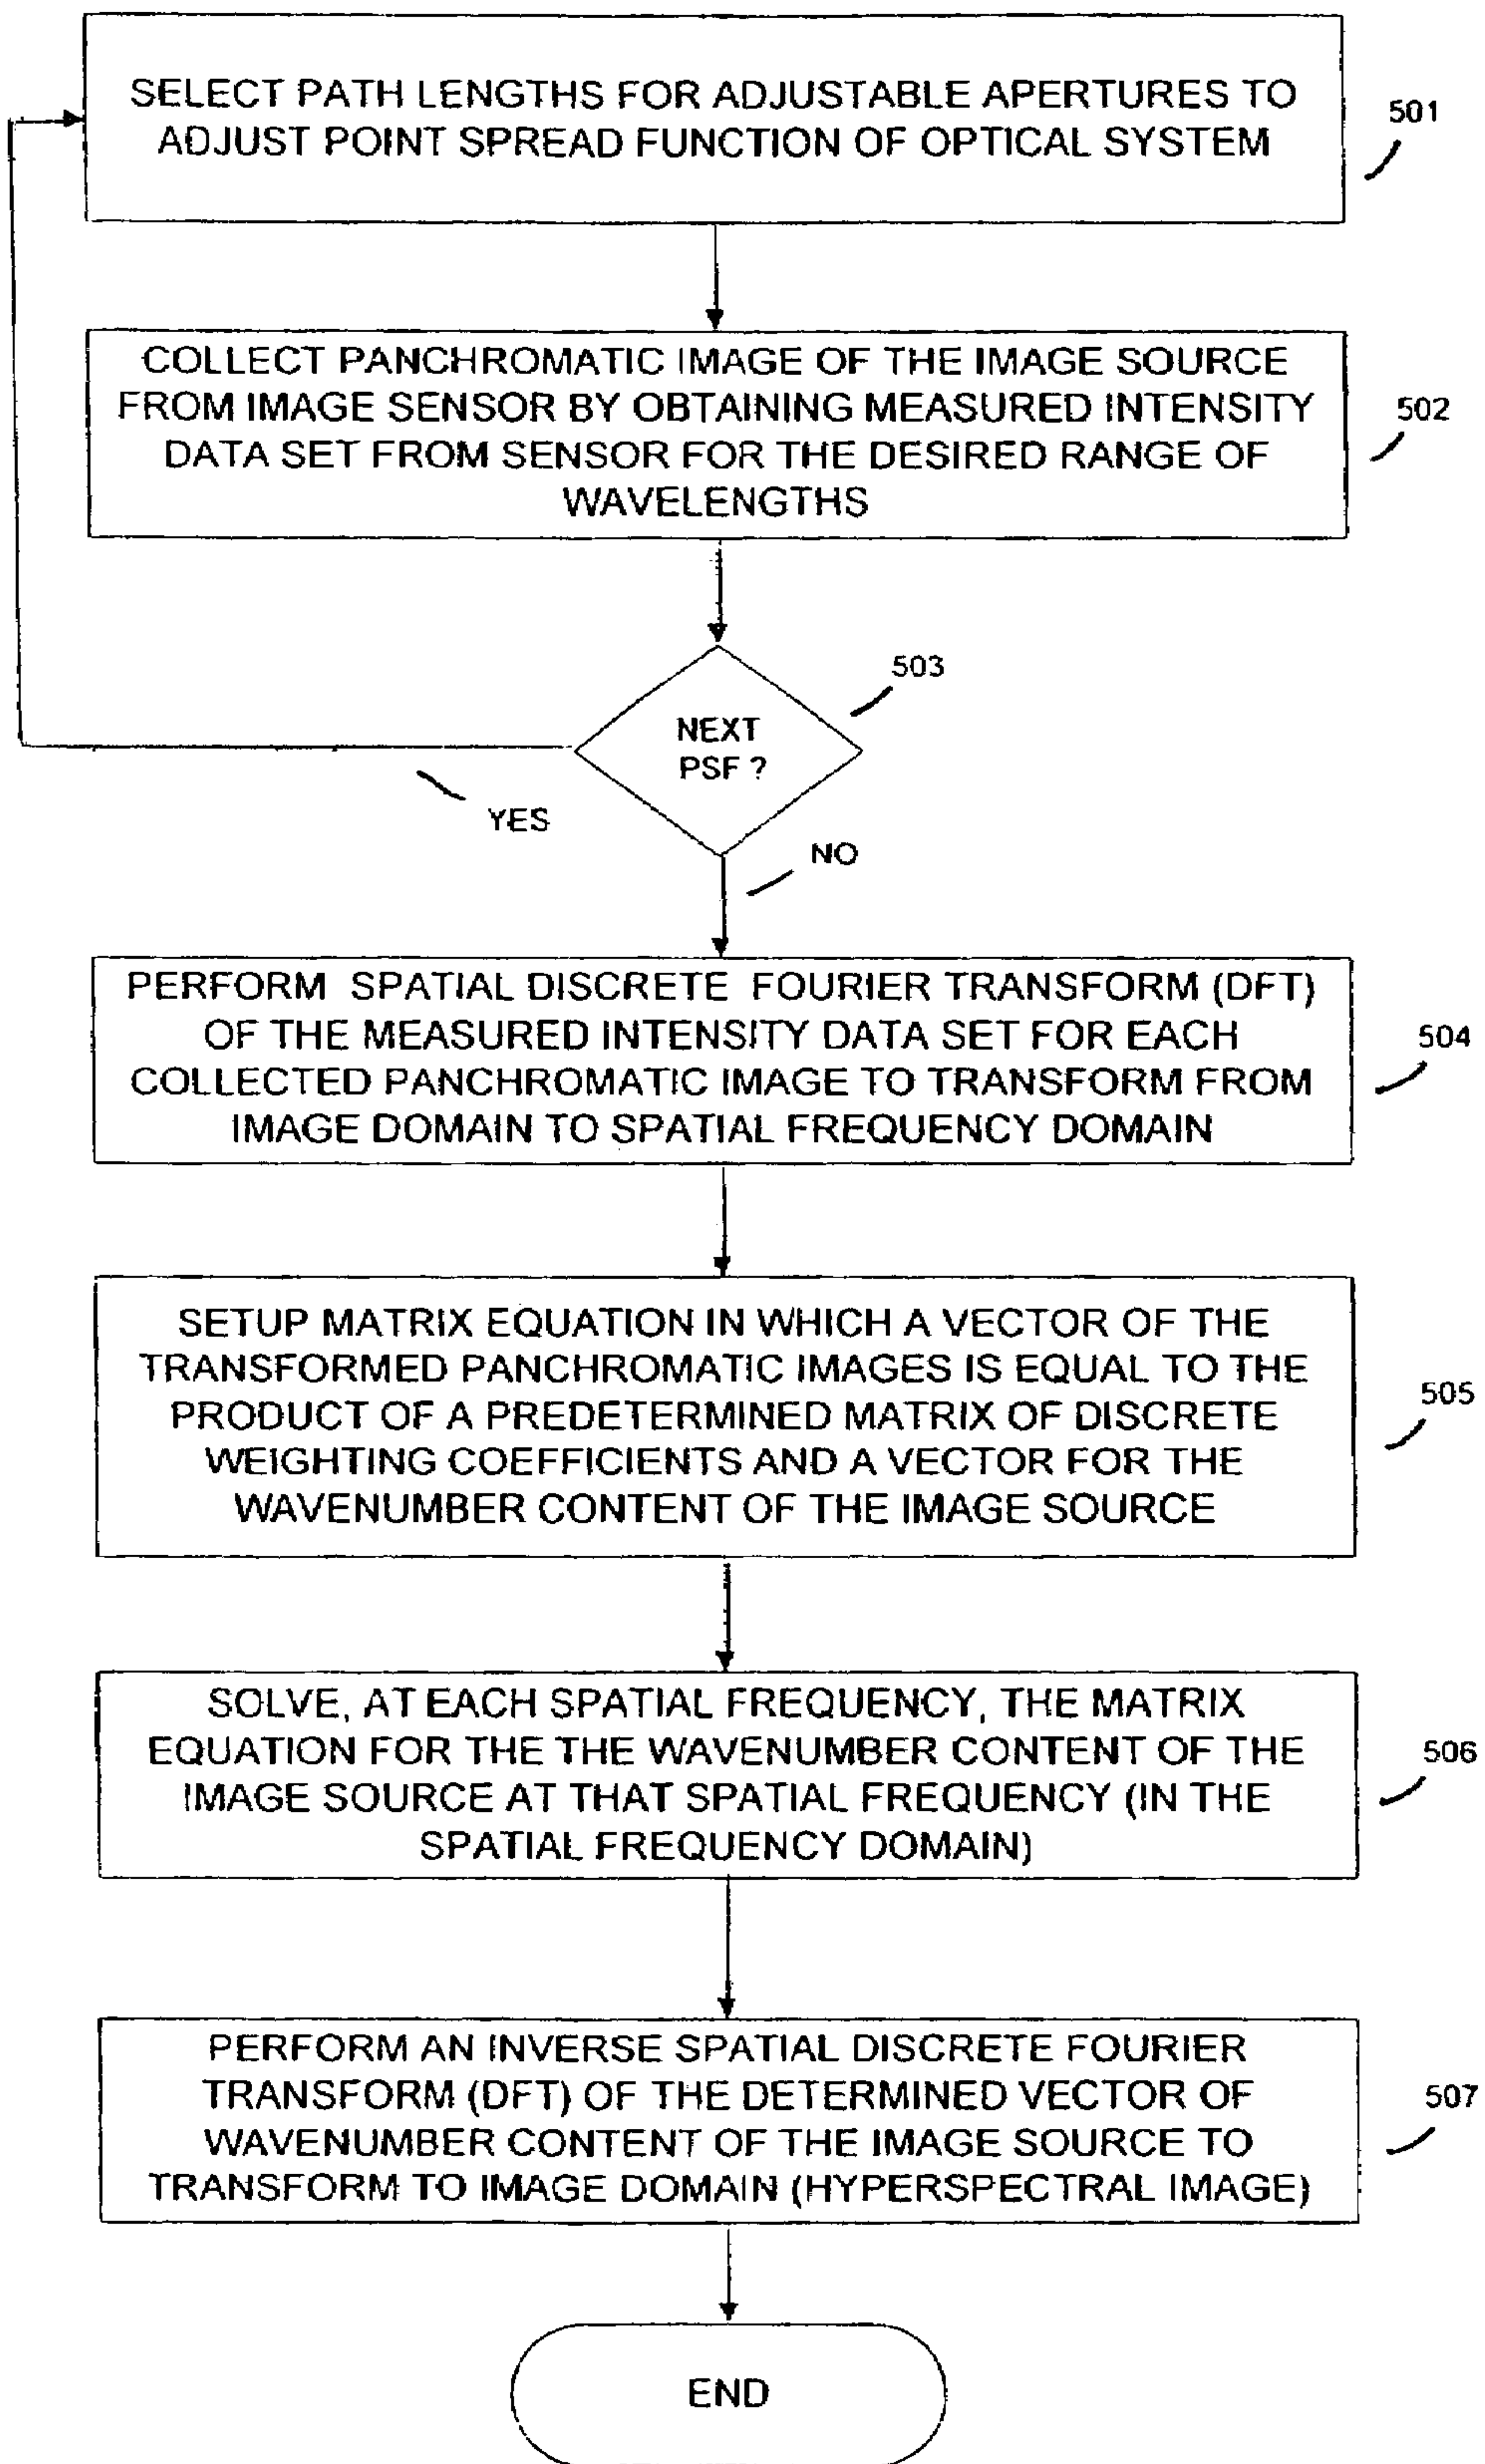 SELECT PATH LENGTHS FOR ADJUSTABLE APERTURES TO
ADJUST POINT SPREAD FUNCTION OF OPTICAL SYSTEM
501
COLLECT PANCHROMATIC IMAGE OF THE IMAGE SOURCE
FROM IMAGE SENSOR BY OBTAINING MEASURED INTENSITY
DATA SET FROM SENSOR FOR THE DESIRED RANGE OF
WAVELENGTHS
502
503
NEXT
PSF ?
YES
NO
PERFORM SPATIAL DISCRETE FOURIER TRANSFORM (DFT)
OF THE MEASURED INTENSITY DATA SET FOR EACH
COLLECTED PANCHROMATIC IMAGE TO TRANSFORM FROM
IMAGE DOMAIN TO SPATIAL FREQUENCY DOMAIN
504
SETUP MATRIX EQUATION IN WHICH A VECTOR OF THE
TRANSFORMED PANCHROMATIC IMAGES IS EQUAL TO THE
PRODUCT OF A PREDETERMINED MATRIX OF DISCRETE
WEIGHTING COEFFICIENTS AND A VECTOR FOR THE
WAVENUMBER CONTENT OF THE IMAGE SOURCE
505
SOLVE, AT EACH SPATIAL FREQUENCY, THE MATRIX
EQUATION FOR THE THE WAVENUMBER CONTENT OF THE
IMAGE SOURCE AT THAT SPATIAL FREQUENCY (IN THE
SPATIAL FREQUENCY DOMAIN)
506
PERFORM AN INVERSE SPATIAL DISCRETE FOURIER
TRANSFORM (DFT) OF THE DETERMINED VECTOR OF
WAVENUMBER CONTENT OF THE IMAGE SOURCE TO
TRANSFORM TO IMAGE DOMAIN (HYPERSPECTRAL IMAGE)
507
END